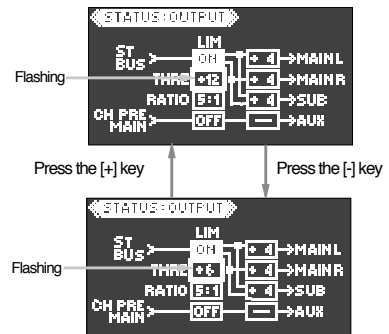 STATUS:OUTPUT
LIM
ST BUS ON + 4 MAIN L
Flashing THRE +12 + 4 MAIN R
RATIO 5:1 + 4 SUB
CH PRE MAIN OFF — AUX
Press the [+] key Press the [-] key
STATUS:OUTPUT
LIM
ST BUS ON + 4 MAIN L
Flashing THRE +6 + 4 MAIN R
RATIO 5:1 + 4 SUB
CH PRE MAIN OFF — AUX